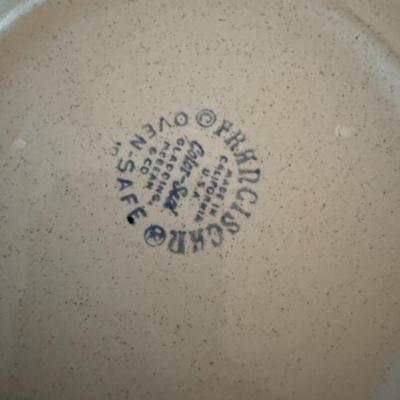 © FRANCISCAN ®
OVEN-SAFE
Color-Seal
GLADDING,
MCBEAN
& CO
MADE IN
CALIFORNIA
U.S.A.